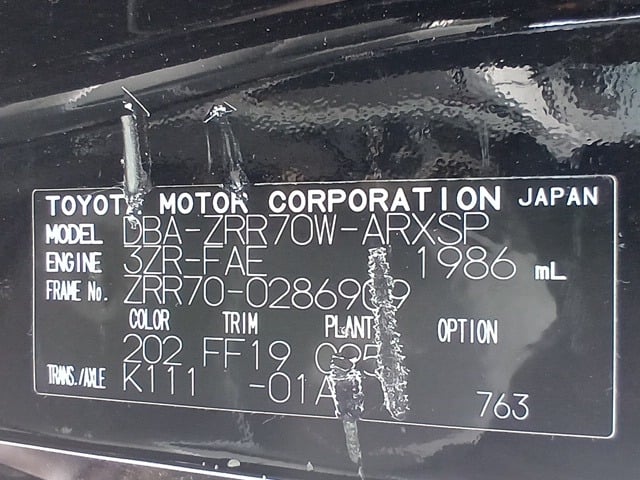 TOYOTA MOTOR CORPORATION JAPAN
MODEL DBA-ZRR70W-ARXSP
ENGINE 3ZR-FAE 1986 mL
FRAME No. ZRR70-0286909
COLOR TRIM PLANT OPTION
202 FF19 C25
TRANS./AXLE K111 -01A
763